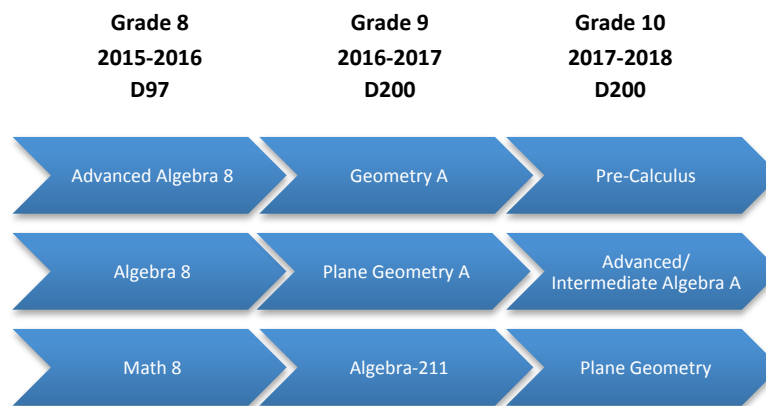 Grade 8
2015-2016
D97
Grade 9
2016-2017
D200
Grade 10
2017-2018
D200
Advanced Algebra 8
Geometry A
Pre-Calculus
Algebra 8
Plane Geometry A
Advanced/
Intermediate Algebra A
Math 8
Algebra-211
Plane Geometry